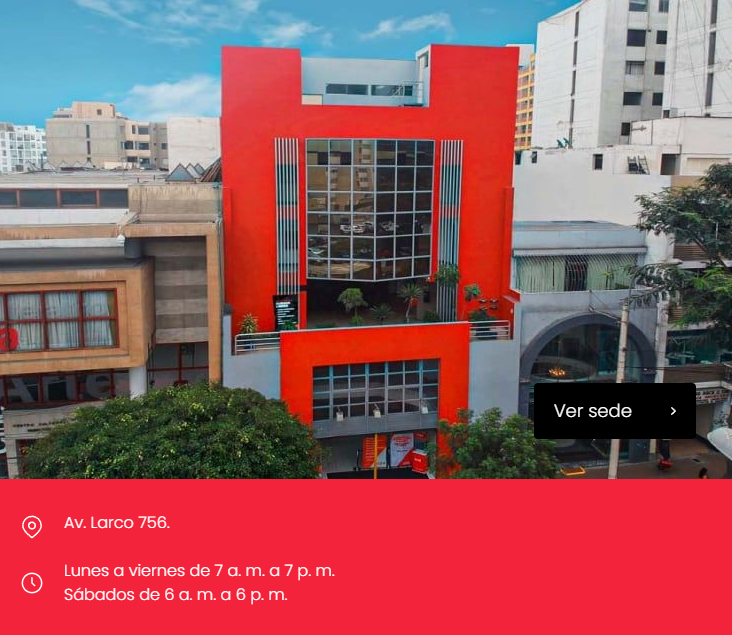 Ver sede
Av. Larco 756.
Lunes a viernes de 7 a. m. a 7 p. m.
Sábados de 6 a. m. a 6 p. m.